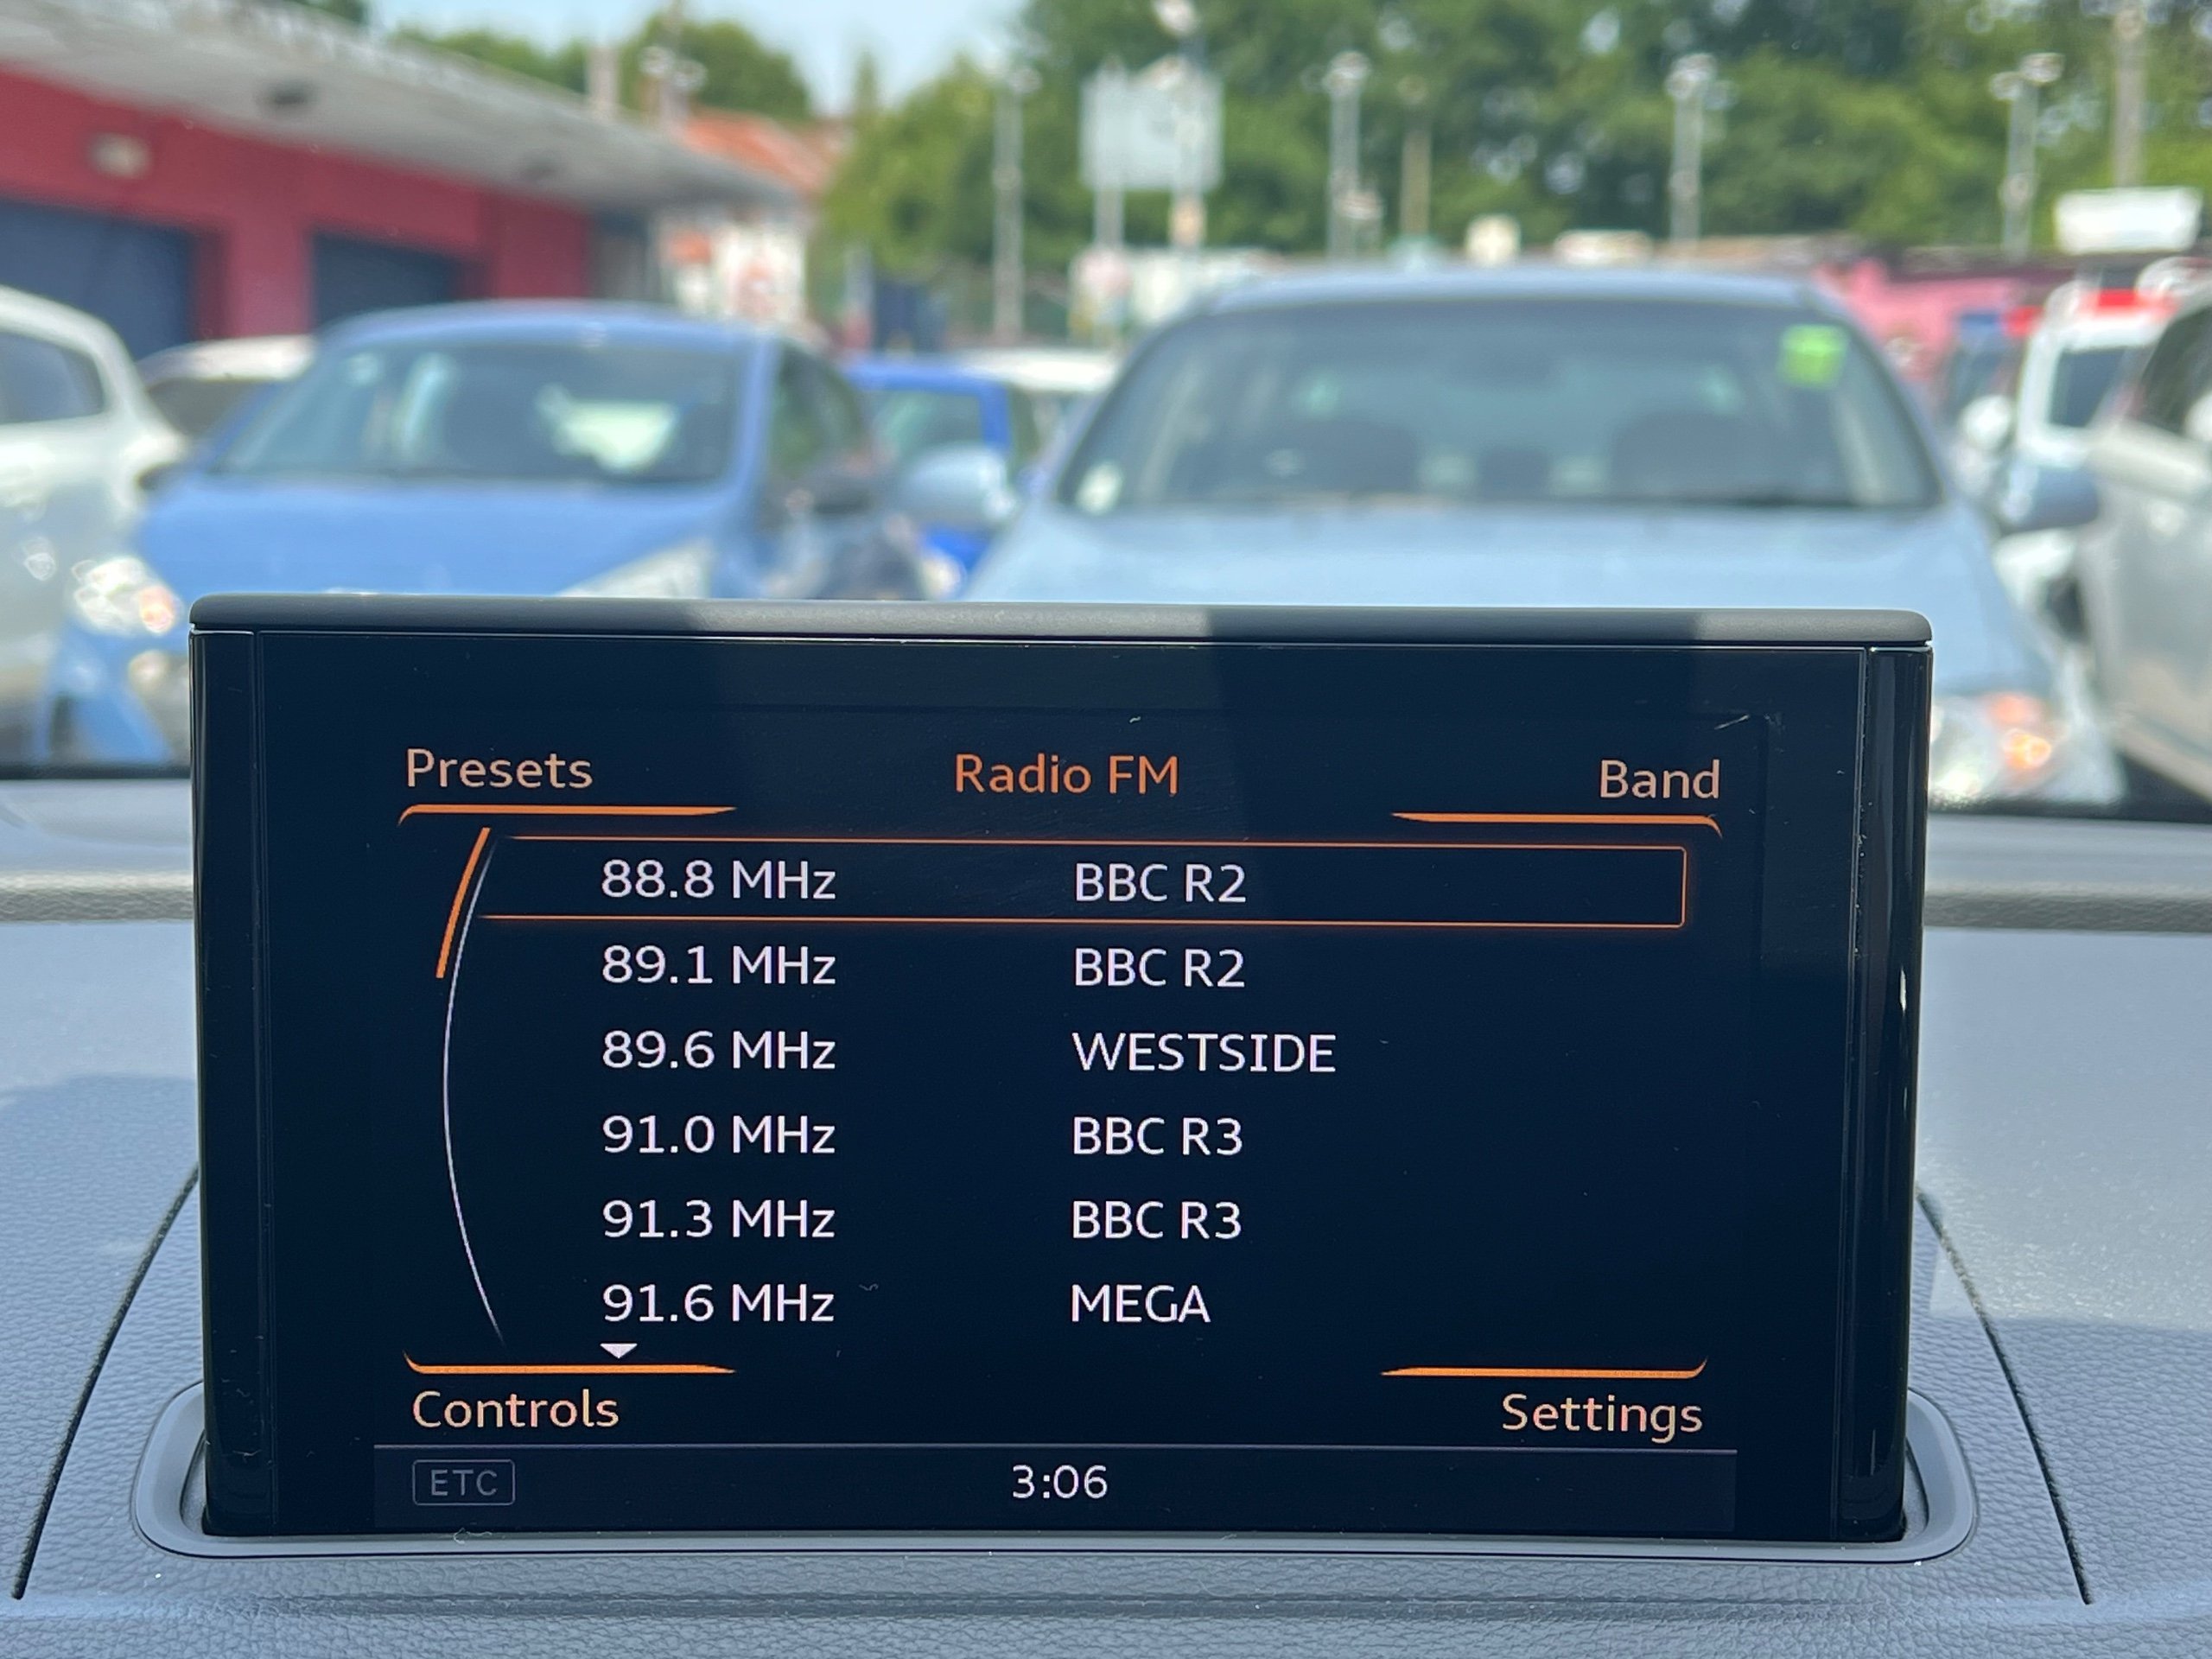 Presets Radio FM Band
88.8 MHz BBC R2
89.1 MHz BBC R2
89.6 MHz WESTSIDE
91.0 MHz BBC R3
91.3 MHz BBC R3
91.6 MHz MEGA
Controls Settings
ETC 3:06